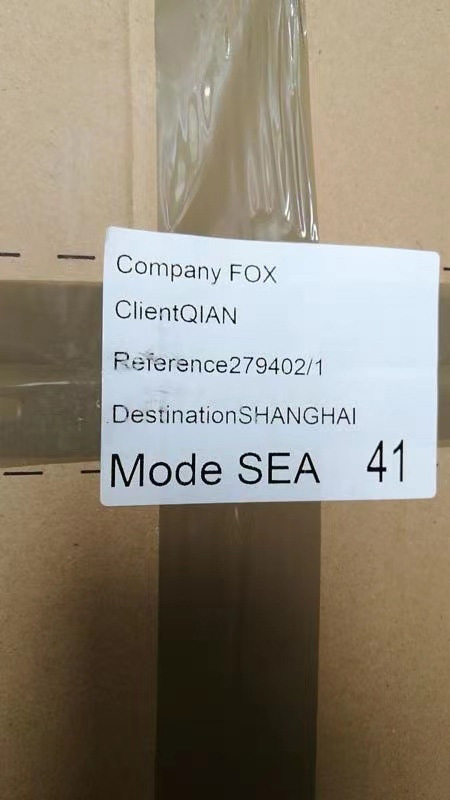 Company FOX
ClientQIAN
Reference279402/1
DestinationSHANGHAI
Mode SEA 41